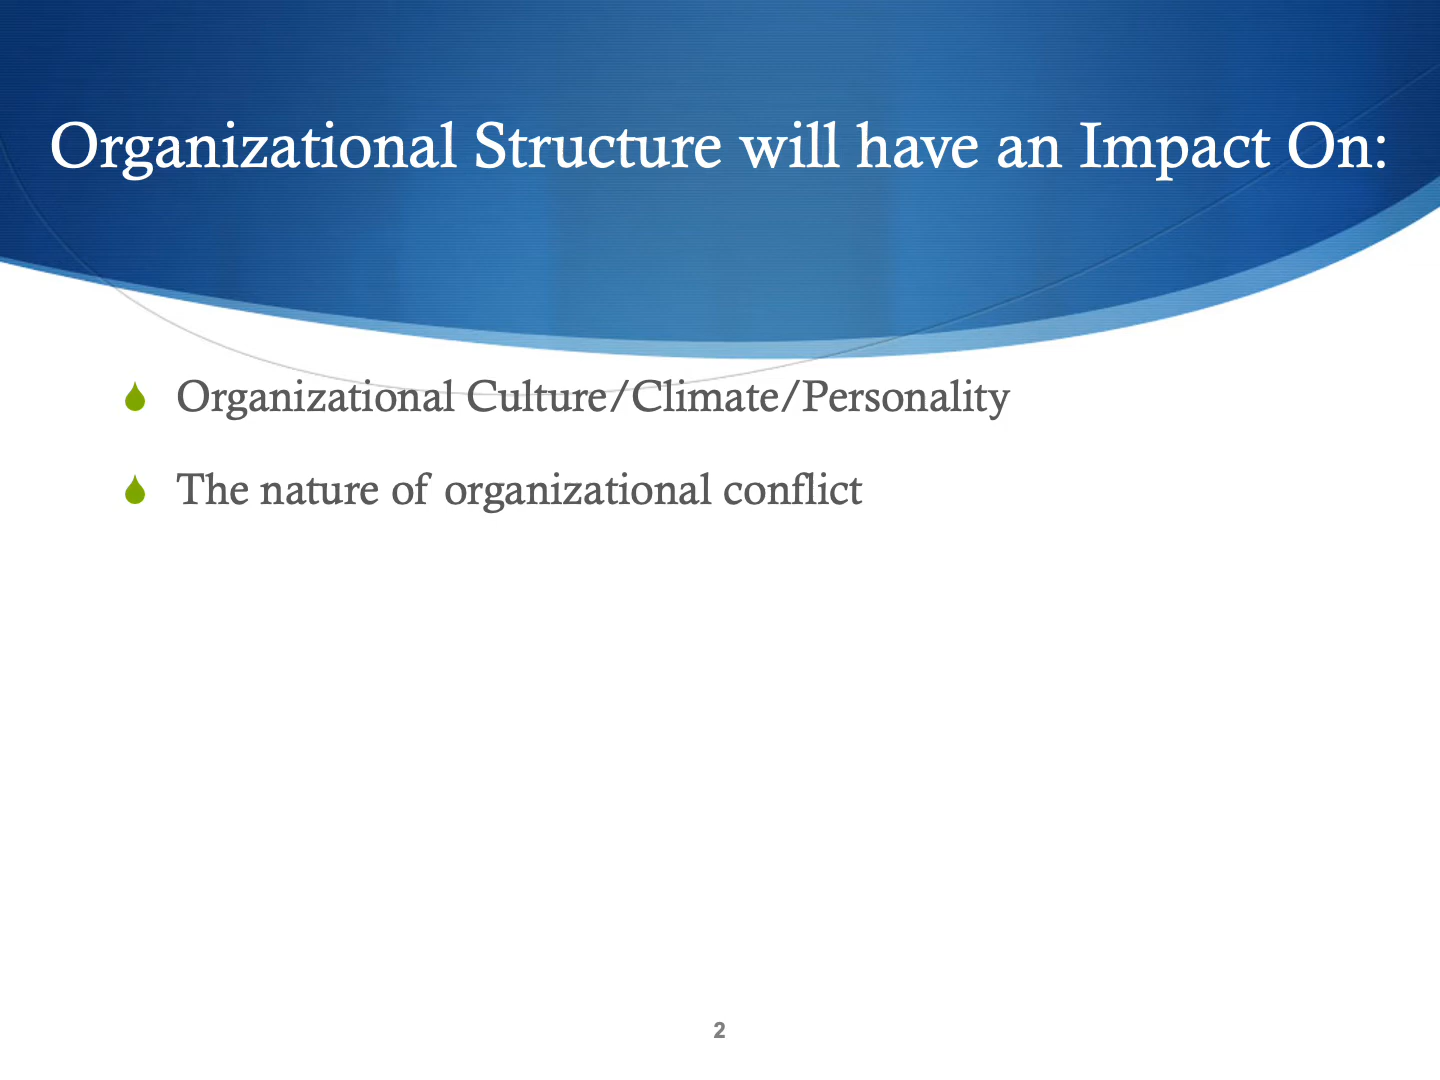 Organizational Structure will have an Impact On:
Organizational Culture/Climate/Personality
The nature of organizational conflict
2